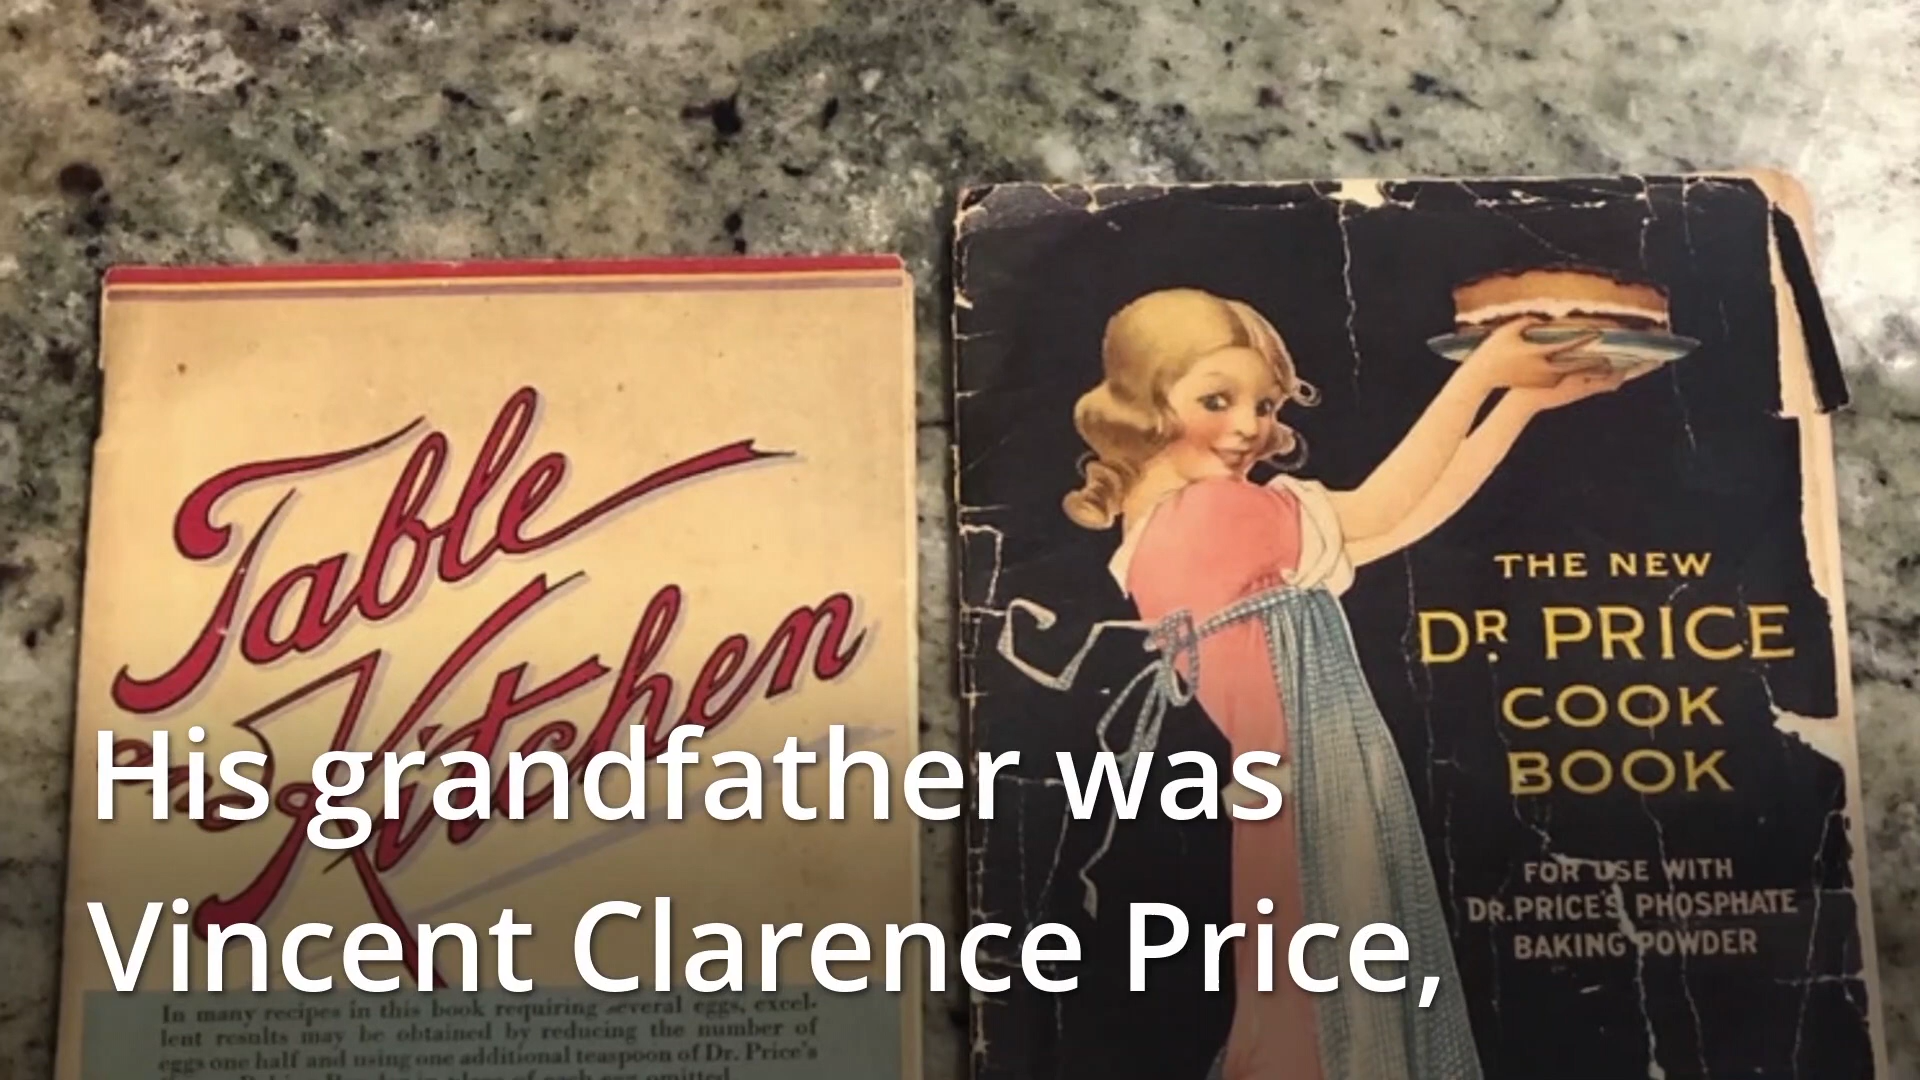 Table
and Kitchen
In many recipes in this book requiring several eggs, excel-
lent results may be obtained by reducing the number of
eggs one half and using one additional teaspoon of Dr. Price's
THE NEW
DR. PRICE
COOK
BOOK
FOR USE WITH
DR. PRICE'S PHOSPHATE
BAKING POWDER
His grandfather was
Vincent Clarence Price,